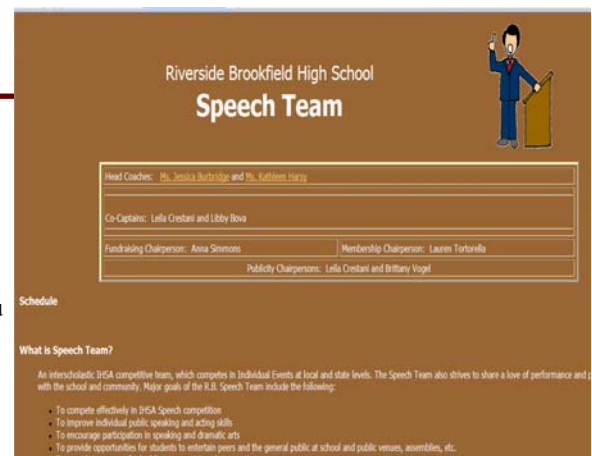 Riverside Brookfield High School
Speech Team
Head Coaches: Ms. Jessica Burbridge and Ms. Kathleen Harsy
Co-Captains: Leila Crestani and Libby Bova
Fundraising Chairperson: Anna Simmons
Membership Chairperson: Lauren Tortorella
Publicity Chairpersons: Leila Crestani and Brittany Vogel
Schedule
What is Speech Team?
An interscholastic IHSA competitive team, which competes in Individual Events at local and state levels. The Speech Team also strives to share a love of performance and
with the school and community. Major goals of the R.B. Speech Team include the following:
• To compete effectively in IHSA Speech competition
• To improve individual public speaking and acting skills
• To encourage participation in speaking and dramatic arts
• To provide opportunities for students to entertain peers and the general public at school and public venues, assemblies, etc.